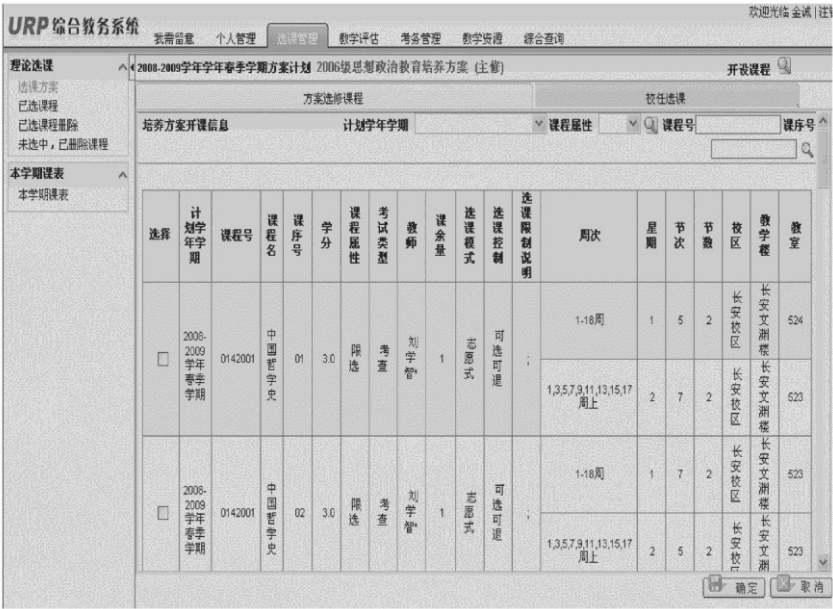 欢迎光临 金诚 | 注
URP 综合教务系统
我需留意 个人管理 选课管理 教学评估 考务管理 教学资源 综合查询
理论选课
选课方案
已选课程
已选课程删除
未选中,已删除课程
本学期课表
本学期课表
2008-2009学年学年春季学期方案计划 2006级思想政治教育培养方案 (主修) 开设课程
方案选修课程 校任选课
培养方案开课信息 计划学年学期 课程属性 课程号 课序号
选择 计划学年学期 课程号 课程名 课序号 学分 课程属性 考试类型 教师 课余量 选课模式 选课控制 选课限制说明 周次 星期 节次 节数 校区 教学楼 教室
2008-2009学年春季学期 0142001 中国哲学史 01 3.0 限选 考查 刘学智* 1 志愿式 可选可退 ; 1-18周 1 5 2 长安校区 长安文渊楼 524
1,3,5,7,9,11,13,15,17周上 2 7 2 长安校区 长安文渊楼 523
2008-2009学年春季学期 0142001 中国哲学史 02 3.0 限选 考查 刘学智* 1 志愿式 可选可退 ; 1-18周 1 7 2 长安校区 长安文渊楼 523
1,3,5,7,9,11,13,15,17周上 2 5 2 长安校区 长安文渊 523
确定 取消